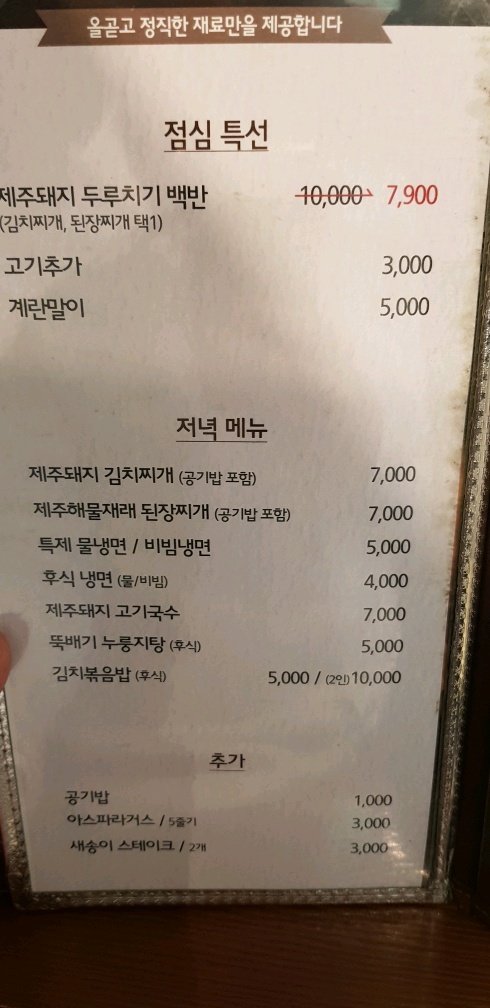 올곧고 정직한 재료만을 제공합니다
점심 특선
제주돼지 두루치기 백반 10,000 7,900
(김치찌개, 된장찌개 택1)
고기추가 3,000
계란말이 5,000
저녁 메뉴
제주돼지 김치찌개 (공기밥 포함) 7,000
제주해물재래 된장찌개 (공기밥 포함) 7,000
특제 물냉면 / 비빔냉면 5,000
후식 냉면 (물/비빔) 4,000
제주돼지 고기국수 7,000
뚝배기 누룽지탕 (후식) 5,000
김치볶음밥 (후식) 5,000 / (2인)10,000
추가
공기밥 1,000
아스파라거스 / 5줄기 3,000
새송이 스테이크 / 2개 3,000